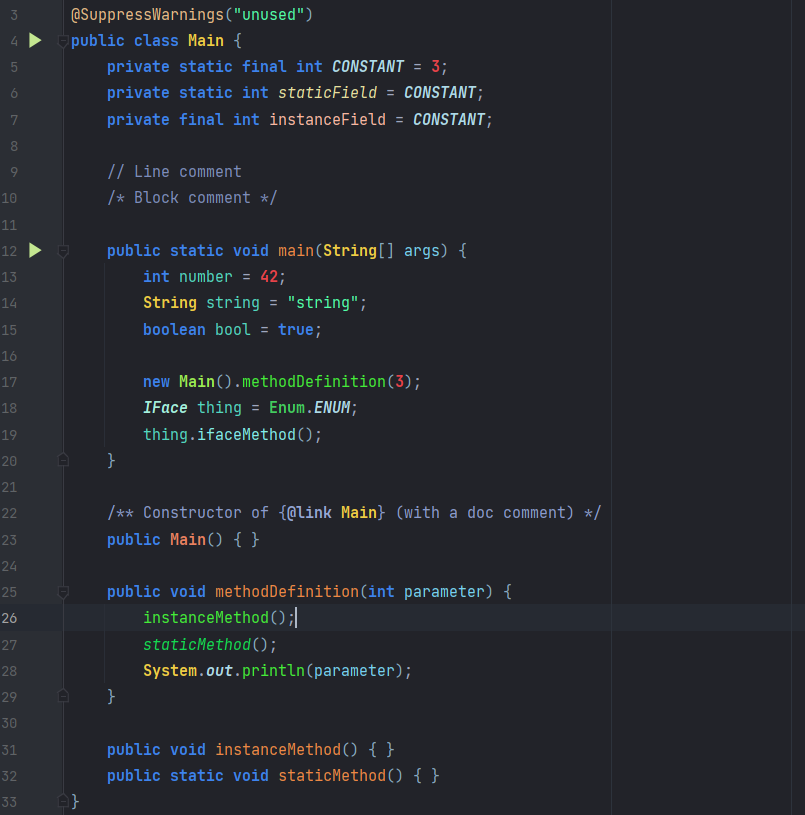 3 @SuppressWarnings("unused")
4 public class Main {
5     private static final int CONSTANT = 3;
6     private static int staticField = CONSTANT;
7     private final int instanceField = CONSTANT;
8
9     // Line comment
10     /* Block comment */
11
12     public static void main(String[] args) {
13         int number = 42;
14         String string = "string";
15         boolean bool = true;
16
17         new Main().methodDefinition(3);
18         IFace thing = Enum.ENUM;
19         thing.ifaceMethod();
20     }
21
22     /** Constructor of {@link Main} (with a doc comment) */
23     public Main() { }
24
25     public void methodDefinition(int parameter) {
26         instanceMethod();
27         staticMethod();
28         System.out.println(parameter);
29     }
30
31     public void instanceMethod() { }
32     public static void staticMethod() { }
33 }